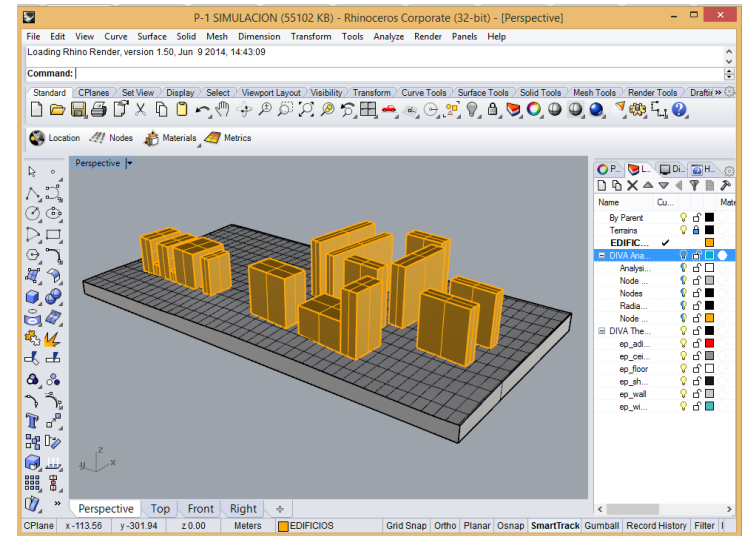 P-1 SIMULACION (55102 KB) - Rhinoceros Corporate (32-bit) - [Perspective]
File Edit View Curve Surface Solid Mesh Dimension Transform Tools Analyze Render Panels Help
Loading Rhino Render, version 1.50, Jun 9 2014, 14:43:09
Command:
Standard CPlanes Set View Display Select Viewport Layout Visibility Transform Curve Tools Surface Tools Solid Tools Mesh Tools Render Tools Draftir »
Location Nodes Materials Metrics
Perspective
P... L... Di... H...
Name Cu... Mate
By Parent
Terrains
EDIFIC...
DIVA Ana...
Analysi...
Node ...
Nodes
Radia...
Node ...
DIVA The...
ep_adi...
ep_cei...
ep_floor
ep_sh...
ep_wall
ep_wi...
z
y x
Perspective Top Front Right
CPlane x -113.56 y -301.94 z 0.00 Meters EDIFICIOS Grid Snap Ortho Planar Osnap SmartTrack Gumball Record History Filter